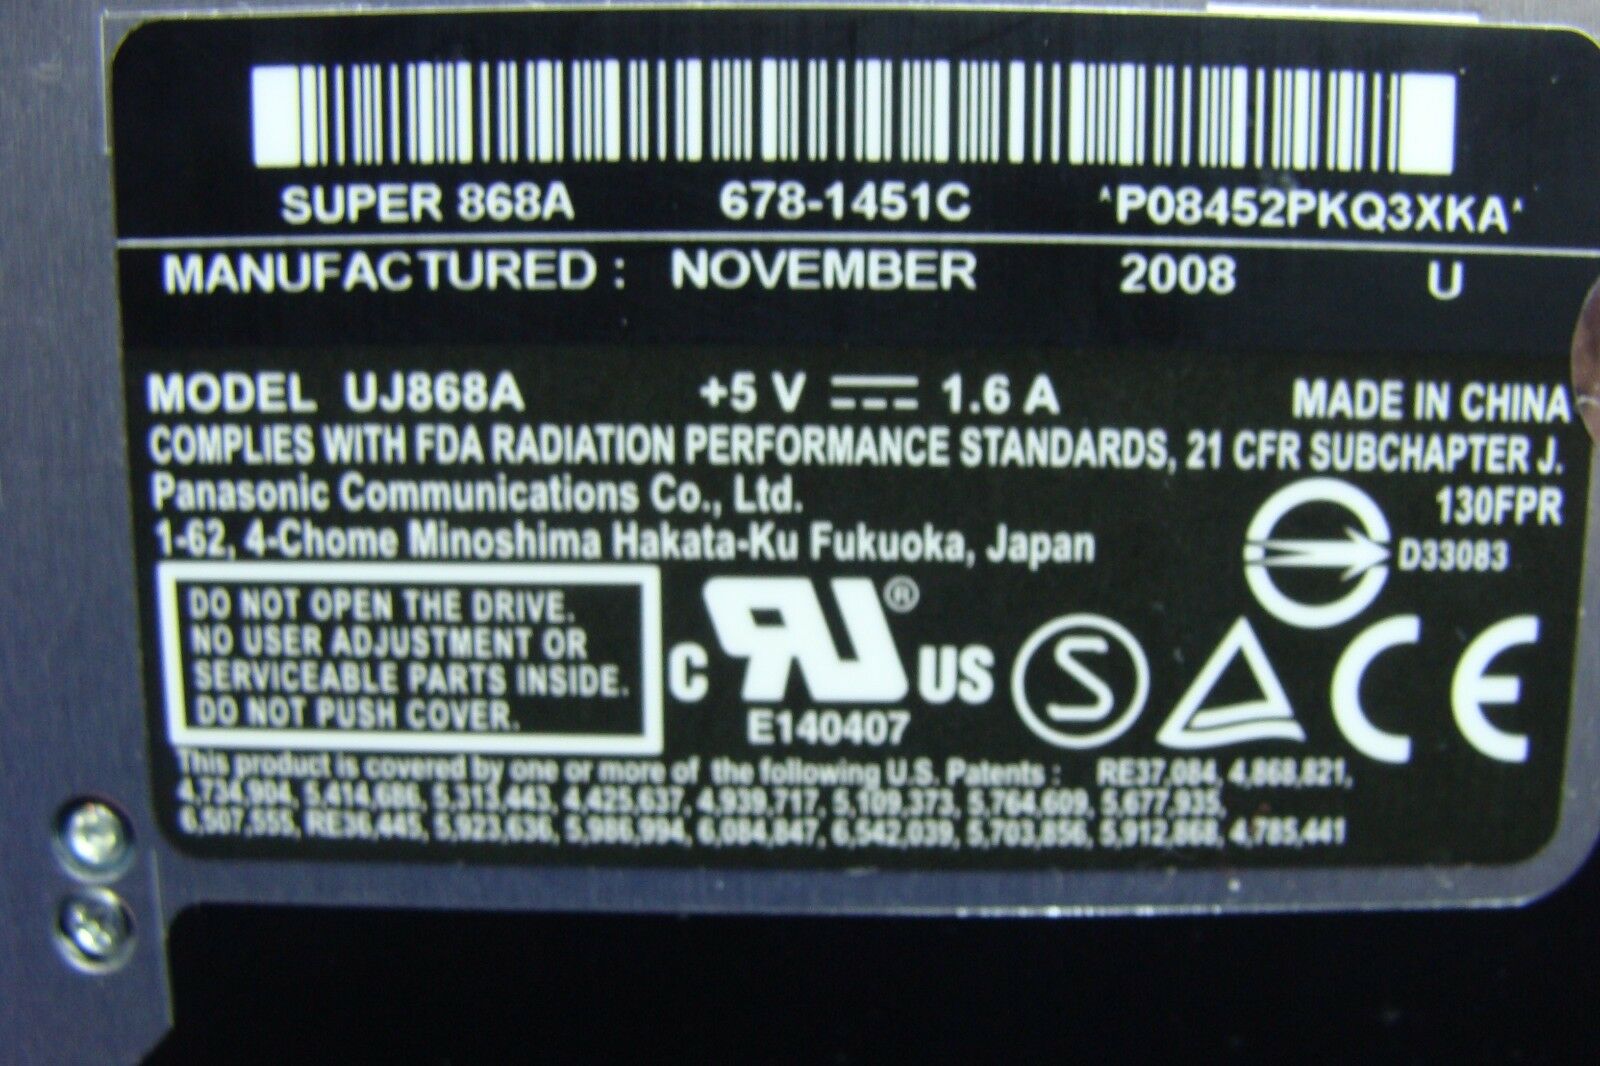 SUPER 868A 678-1451C *P08452PKQ3XKA*
MANUFACTURED : NOVEMBER 2008 U
MODEL UJ868A +5 V ⎓ 1.6 A MADE IN CHINA
COMPLIES WITH FDA RADIATION PERFORMANCE STANDARDS, 21 CFR SUBCHAPTER J.
Panasonic Communications Co., Ltd. 130FPR
1-62, 4-Chome Minoshima Hakata-Ku Fukuoka, Japan D33083
DO NOT OPEN THE DRIVE.
NO USER ADJUSTMENT OR
SERVICEABLE PARTS INSIDE.
DO NOT PUSH COVER.
C RU ® US
E140407
S
CE
This product is covered by one or more of the following U.S. Patents : RE37,084, 4,868,821,
4,734,904, 5,414,686, 5,313,443, 4,425,637, 4,939,717, 5,109,373, 5,764,609, 5,677,935,
6,507,555, RE36,445, 5,923,636, 5,986,994, 6,084,847, 6,542,039, 5,703,856, 5,912,868, 4,785,441